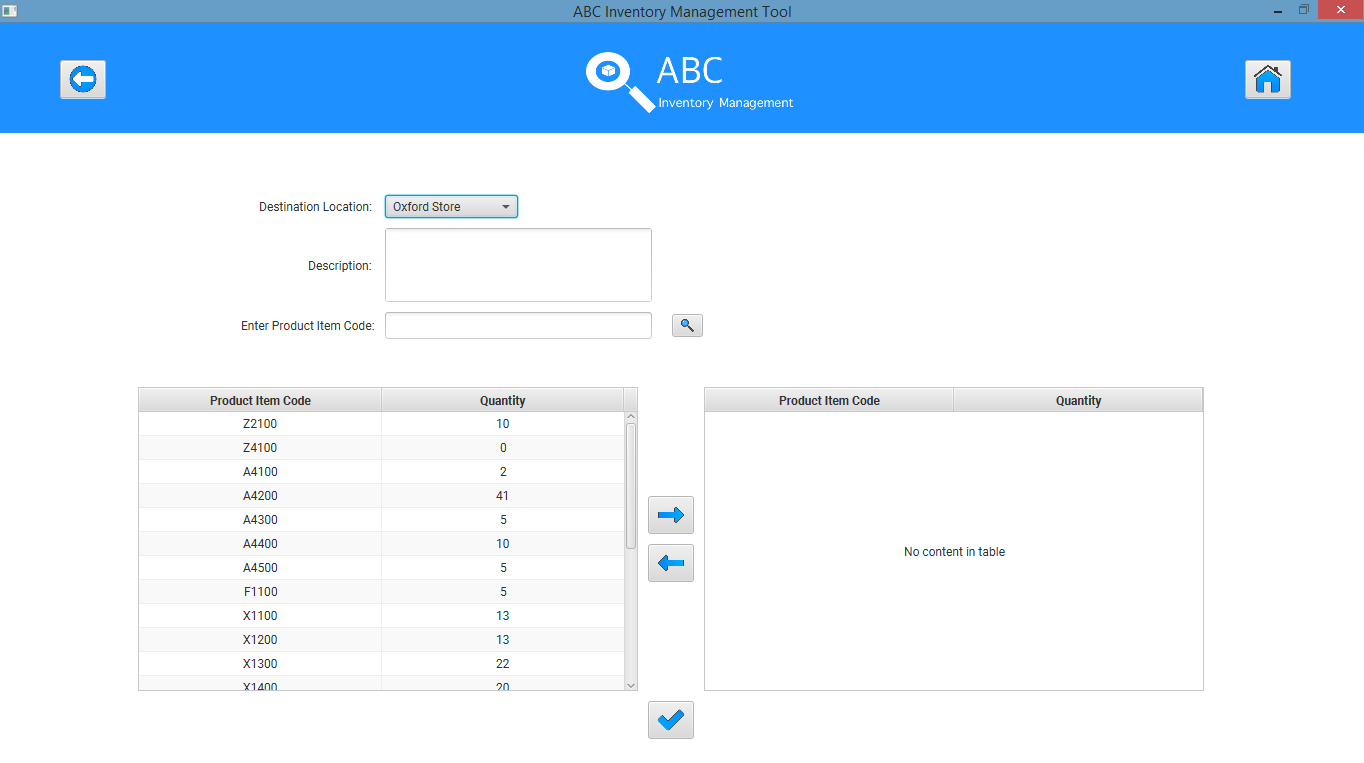 ABC Inventory Management Tool
ABC
Inventory Management
Destination Location: Oxford Store
Description:
Enter Product Item Code:
Product Item Code Quantity
Z2100 10
Z4100 0
A4100 2
A4200 41
A4300 5
A4400 10
A4500 5
F1100 5
X1100 13
X1200 13
X1300 22
X1400 20
Product Item Code Quantity
No content in table